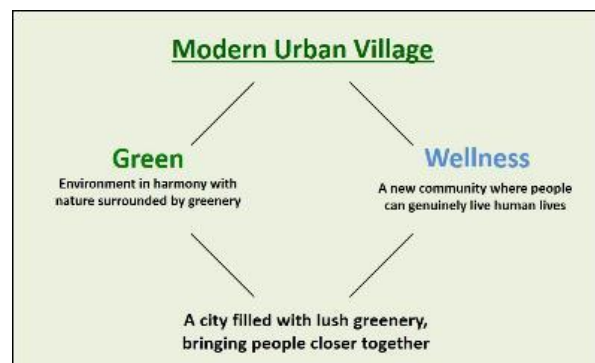 Modern Urban Village
Green
Environment in harmony with
nature surrounded by greenery
Wellness
A new community where people
can genuinely live human lives
A city filled with lush greenery,
bringing people closer together